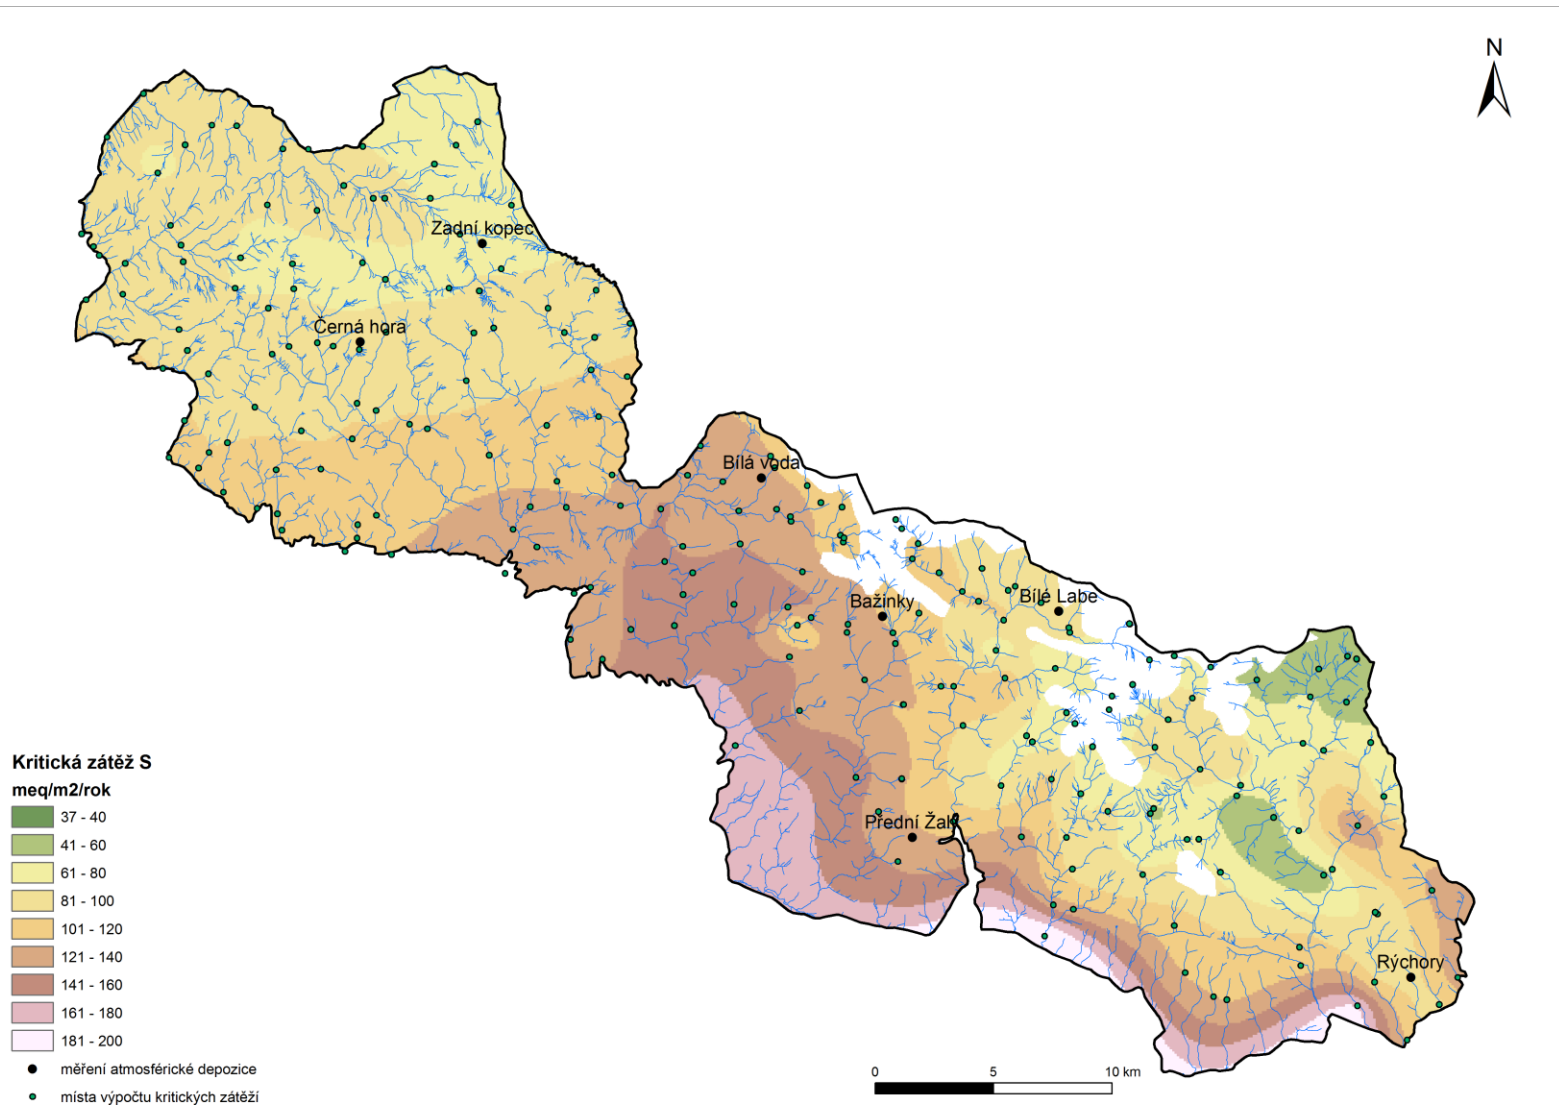 N
Zadní kopec
Černá hora
Bílá voda
Bažinky
Bílé Labe
Přední Žalý
Rýchory
Kritická zátěž S
meq/m2/rok
37 - 40
41 - 60
61 - 80
81 - 100
101 - 120
121 - 140
141 - 160
161 - 180
181 - 200
měření atmosférické depozice
místa výpočtu kritických zátěží
0 5 10 km